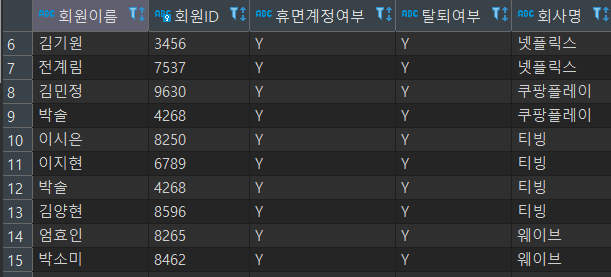 ABC 회원이름 ABC 회원ID ABC 휴면계정여부 ABC 탈퇴여부 ABC 회사명
6 김기원 3456 Y Y 넷플릭스
7 전계림 7537 Y Y 넷플릭스
8 김민정 9630 Y Y 쿠팡플레이
9 박솔 4268 Y Y 쿠팡플레이
10 이시은 8250 Y Y 티빙
11 이지현 6789 Y Y 티빙
12 박솔 4268 Y Y 티빙
13 김양현 8596 Y Y 티빙
14 엄효인 8265 Y Y 웨이브
15 박소미 8462 Y Y 웨이브